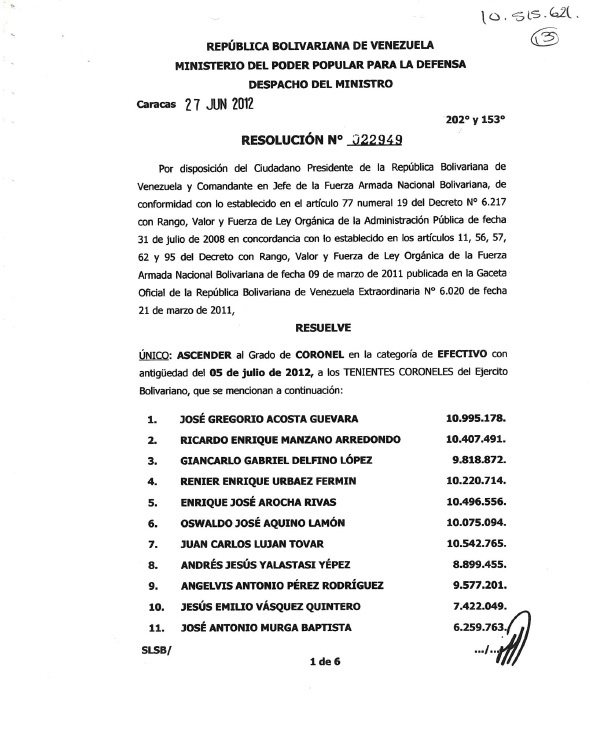 10.515.621.
13
REPÚBLICA BOLIVARIANA DE VENEZUELA
MINISTERIO DEL PODER POPULAR PARA LA DEFENSA
DESPACHO DEL MINISTRO
Caracas 27 JUN 2012
202° y 153°
RESOLUCIÓN N° 022949
Por disposición del Ciudadano Presidente de la República Bolivariana de
Venezuela y Comandante en Jefe de la Fuerza Armada Nacional Bolivariana, de
conformidad con lo establecido en el artículo 77 numeral 19 del Decreto N° 6.217
con Rango, Valor y Fuerza de Ley Orgánica de la Administración Pública de fecha
31 de julio de 2008 en concordancia con lo establecido en los artículos 11, 56, 57,
62 y 95 del Decreto con Rango, Valor y Fuerza de Ley Orgánica de la Fuerza
Armada Nacional Bolivariana de fecha 09 de marzo de 2011 publicada en la Gaceta
Oficial de la República Bolivariana de Venezuela Extraordinaria N° 6.020 de fecha
21 de marzo de 2011,
RESUELVE
ÚNICO: ASCENDER al Grado de CORONEL en la categoría de EFECTIVO con
antigüedad del 05 de julio de 2012, a los TENIENTES CORONELES del Ejercito
Bolivariano, que se mencionan a continuación:
1. JOSÉ GREGORIO ACOSTA GUEVARA 10.995.178.
2. RICARDO ENRIQUE MANZANO ARREDONDO 10.407.491.
3. GIANCARLO GABRIEL DELFINO LÓPEZ 9.818.872.
4. RENIER ENRIQUE URBAEZ FERMIN 10.220.714.
5. ENRIQUE JOSÉ AROCHA RIVAS 10.496.556.
6. OSWALDO JOSÉ AQUINO LAMÓN 10.075.094.
7. JUAN CARLOS LUJAN TOVAR 10.542.765.
8. ANDRÉS JESÚS YALASTASI YÉPEZ 8.899.455.
9. ANGELVIS ANTONIO PÉREZ RODRÍGUEZ 9.577.201.
10. JESÚS EMILIO VÁSQUEZ QUINTERO 7.422.049.
11. JOSÉ ANTONIO MURGA BAPTISTA 6.259.763.
SLSB/ .../...
1 de 6